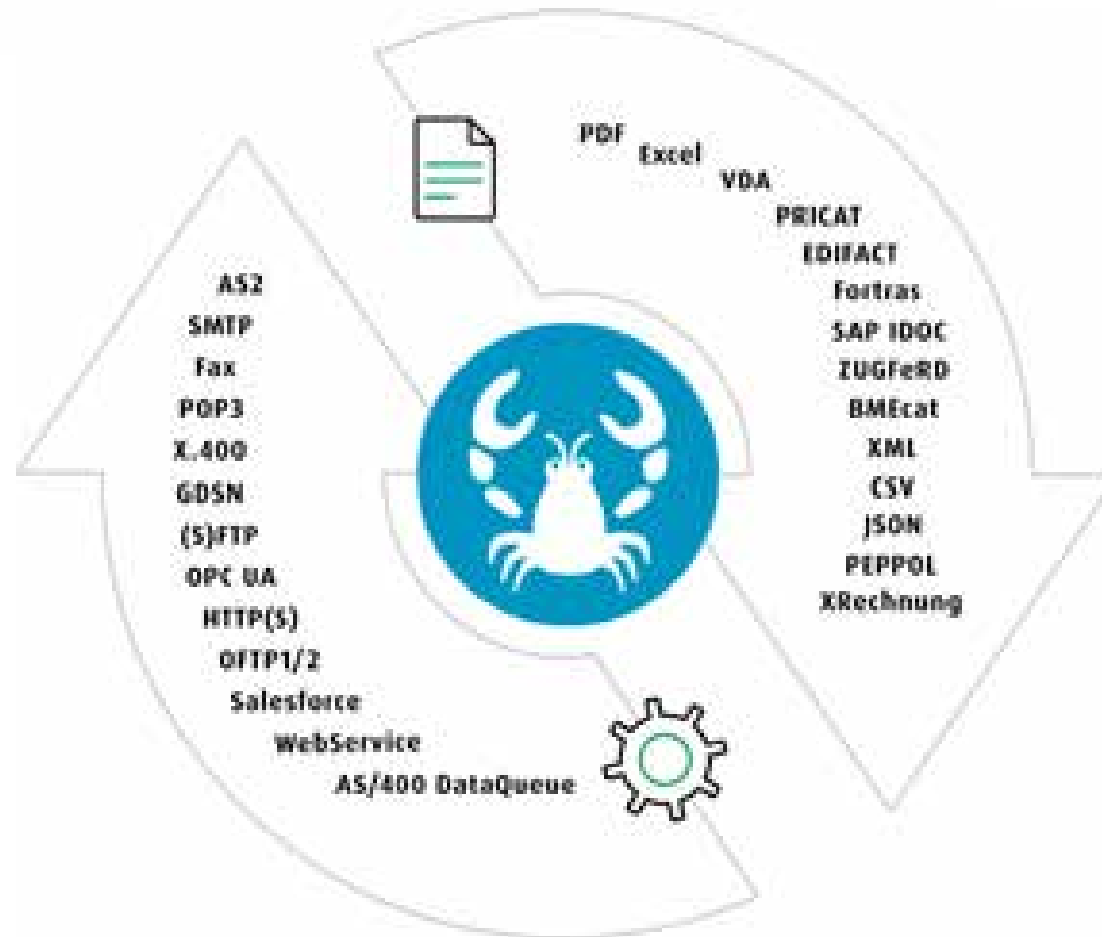 PDF
Excel
VDA
PRICAT
EDIFACT
Fortras
SAP IDOC
ZUGFeRD
BMEcat
XML
CSV
JSON
PEPPOL
XRechnung
AS2
SMTP
Fax
POP3
X.400
GDSN
(S)FTP
OPC UA
HTTP(S)
OFTP1/2
Salesforce
WebService
AS/400 DataQueue